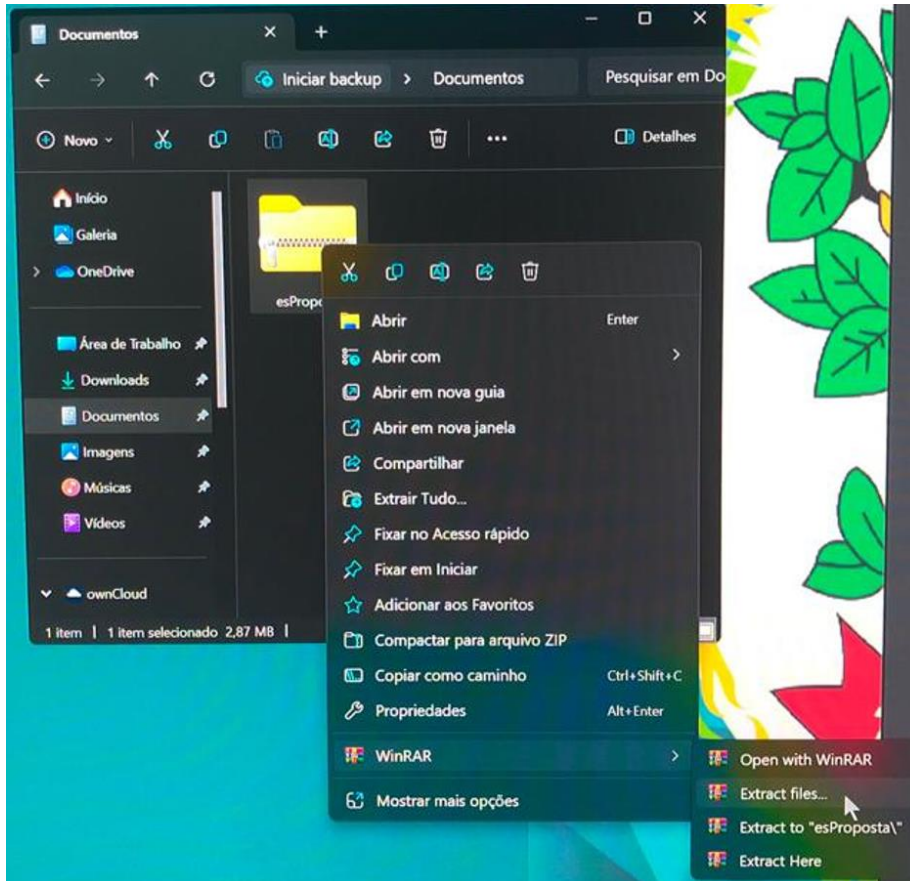 Documentos
Iniciar backup > Documentos
Pesquisar em Do
Novo
Detalhes
Início
Galeria
OneDrive
Área de Trabalho
Downloads
Documentos
Imagens
Músicas
Vídeos
ownCloud
1 item | 1 item selecionado 2,87 MB |
esPropo
Abrir Enter
Abrir com
Abrir em nova guia
Abrir em nova janela
Compartilhar
Extrair Tudo...
Fixar no Acesso rápido
Fixar em Iniciar
Adicionar aos Favoritos
Compactar para arquivo ZIP
Copiar como caminho Ctrl+Shift+C
Propriedades Alt+Enter
WinRAR
Mostrar mais opções
Open with WinRAR
Extract files...
Extract to "esProposta\"
Extract Here